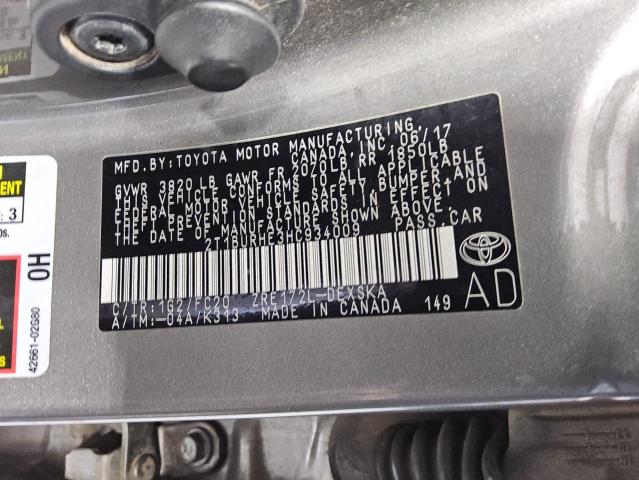 MFD.BY:TOYOTA MOTOR MANUFACTURING,
CANADA, INC. 06/17
GVWR 3820 LB GAWR FR 2070LB RR 1850LB
THIS VEHICLE CONFORMS TO ALL APPLICABLE
FEDERAL MOTOR VEHICLE SAFETY, BUMPER, AND
THEFT PREVENTION STANDARDS IN EFFECT ON
THE DATE OF MANUFACTURE SHOWN ABOVE.
2T1BURHE3HC934009 PASS.CAR
C/TR:1G2/FC20 ZRE172L-DEXSKA
A/TM:-04A/K313 MADE IN CANADA 149
AD
3
0H
42661-02G80